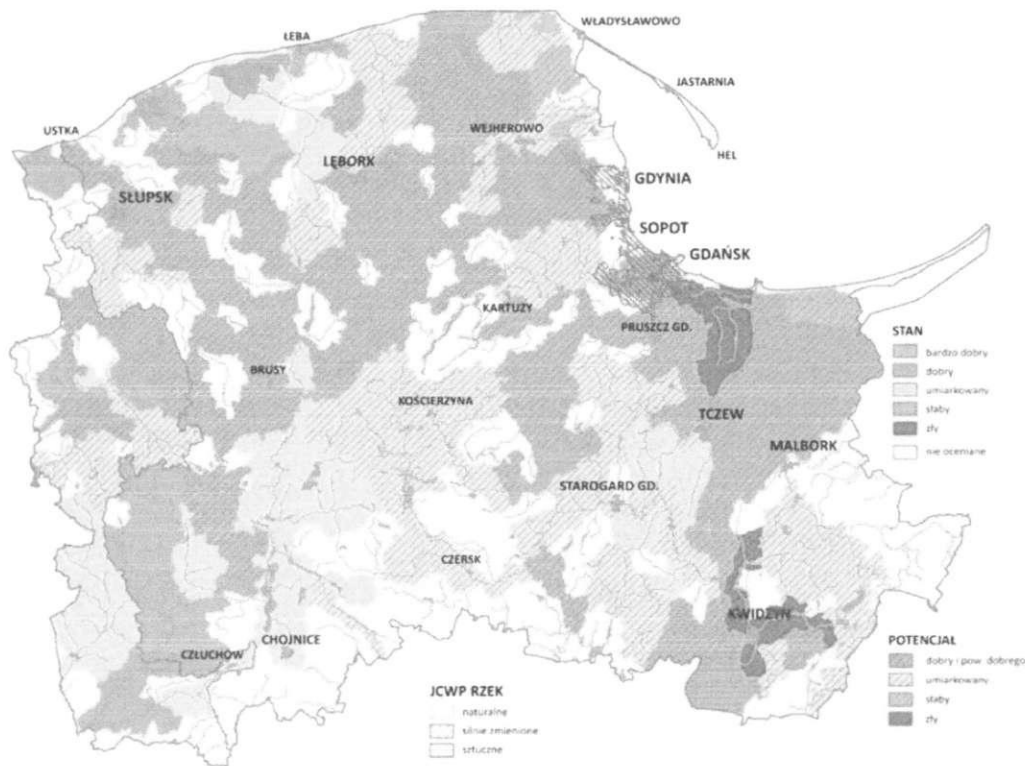 WŁADYSŁAWOWO
ŁEBA
JASTARNIA
USTKA
WEJHEROWO
HEL
LĘBORK
GDYNIA
SŁUPSK
SOPOT
GDAŃSK
KARTUZY
PRUSZCZ GD.
STAN
bardzo dobry
dobry
umiarkowany
słaby
zły
nie oceniane
BRUSY
KOŚCIERZYNA
TCZEW
MALBORK
STAROGARD GD.
CZERSK
KWIDZYN
CHOJNICE
CZŁUCHÓW
POTENCJAŁ
dobry i pow. dobrego
umiarkowany
słaby
zły
JCWP RZEK
naturalne
silnie zmienione
sztuczne